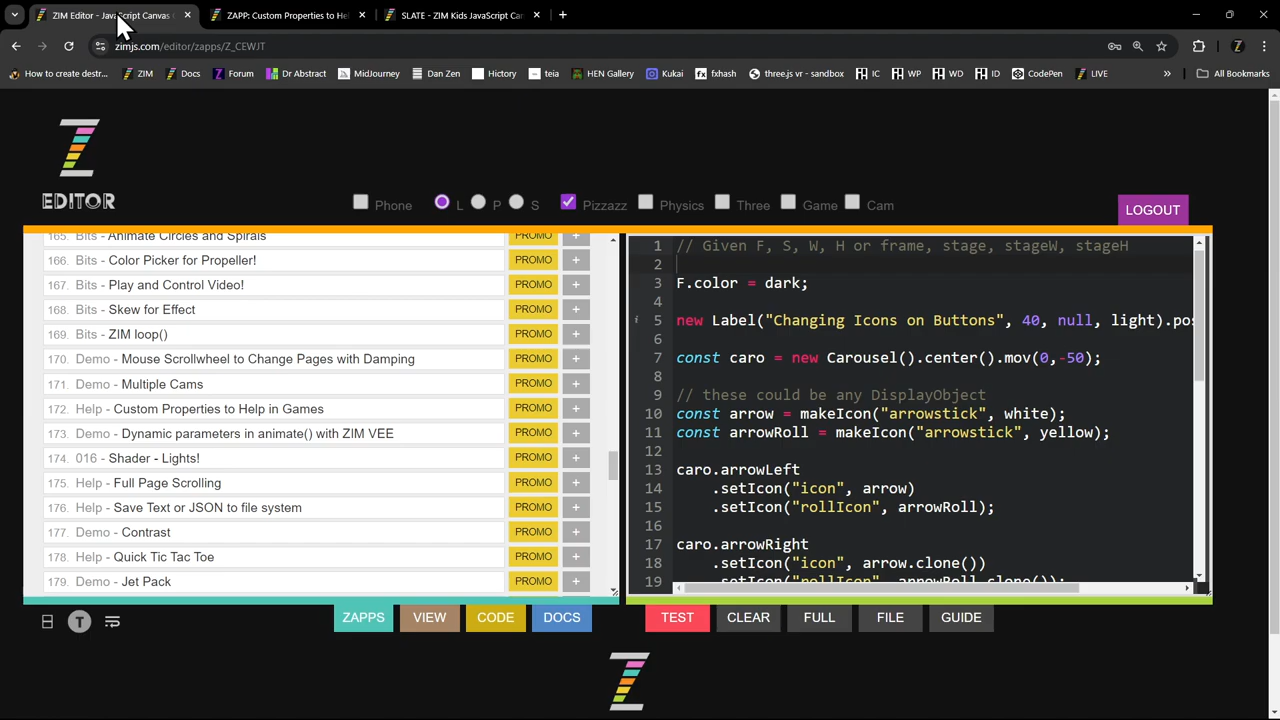 ZIM Editor - JavaScript Canvas
ZAPP: Custom Properties to Hel
SLATE - ZIM Kids JavaScript Can
zimjs.com/editor/zapps/Z_CEWJT
How to create destr...
ZIM
Docs
Forum
Dr Abstract
MidJourney
Dan Zen
Hictory
teia
HEN Gallery
Kukai
fxhash
three.js vr - sandbox
IC
WP
WD
ID
CodePen
LIVE
»
All Bookmarks
EDITOR
Phone
L
P
S
Pizzazz
Physics
Three
Game
Cam
LOGOUT
165. Bits - Animate Circles and Spirals PROMO +
166. Bits - Color Picker for Propeller! PROMO +
167. Bits - Play and Control Video! PROMO +
168. Bits - Skew for Effect PROMO +
169. Bits - ZIM loop() PROMO +
170. Demo - Mouse Scrollwheel to Change Pages with Damping PROMO +
171. Demo - Multiple Cams PROMO +
172. Help - Custom Properties to Help in Games PROMO +
173. Demo - Dynamic parameters in animate() with ZIM VEE PROMO +
174. 016 - Shader - Lights! PROMO +
175. Help - Full Page Scrolling PROMO +
176. Help - Save Text or JSON to file system PROMO +
177. Demo - Contrast PROMO +
178. Help - Quick Tic Tac Toe PROMO +
179. Demo - Jet Pack PROMO +
1 // Given F, S, W, H or frame, stage, stageW, stageH
2
3 F.color = dark;
4
5 new Label("Changing Icons on Buttons", 40, null, light).pos
6
7 const caro = new Carousel().center().mov(0,-50);
8
9 // these could be any DisplayObject
10 const arrow = makeIcon("arrowstick", white);
11 const arrowRoll = makeIcon("arrowstick", yellow);
12
13 caro.arrowLeft
14 .setIcon("icon", arrow)
15 .setIcon("rollIcon", arrowRoll);
16
17 caro.arrowRight
18 .setIcon("icon", arrow.clone())
19 .setIcon("rollIcon", arrowRoll.clone());
T
ZAPPS
VIEW
CODE
DOCS
TEST
CLEAR
FULL
FILE
GUIDE